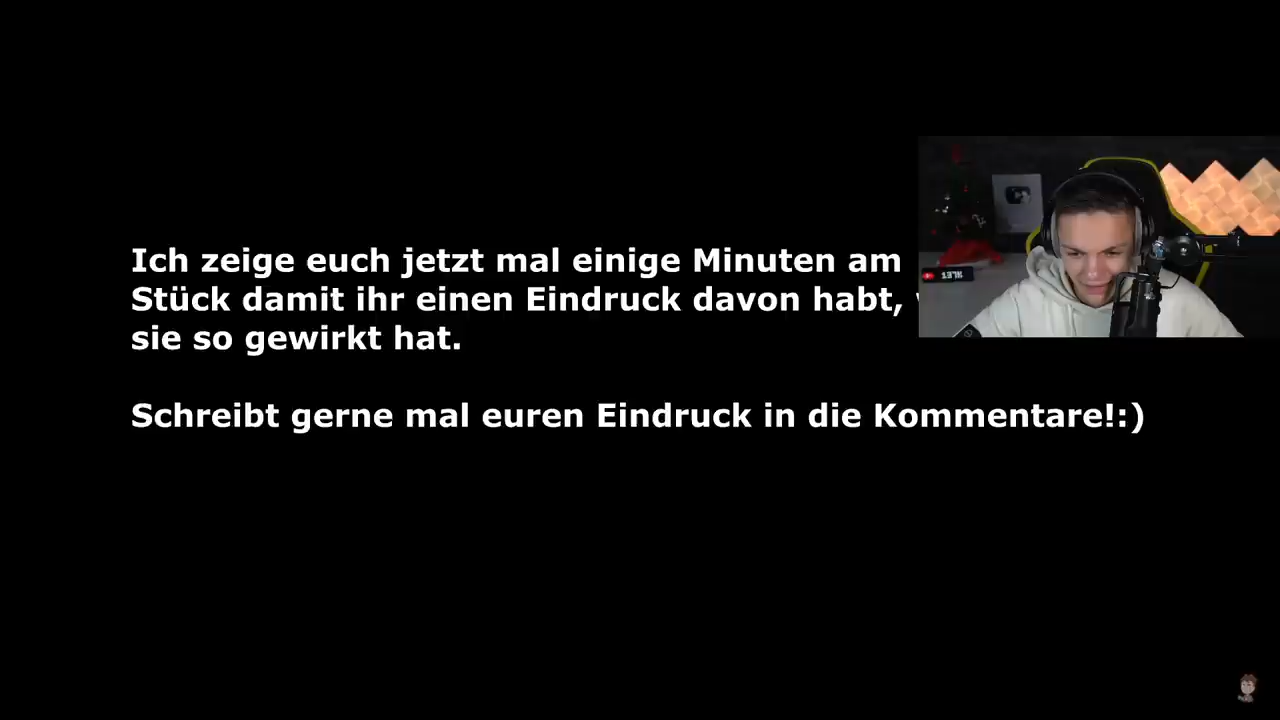 Ich zeige euch jetzt mal einige Minuten am
Stück damit ihr einen Eindruck davon habt,
sie so gewirkt hat.
Schreibt gerne mal euren Eindruck in die Kommentare!:)